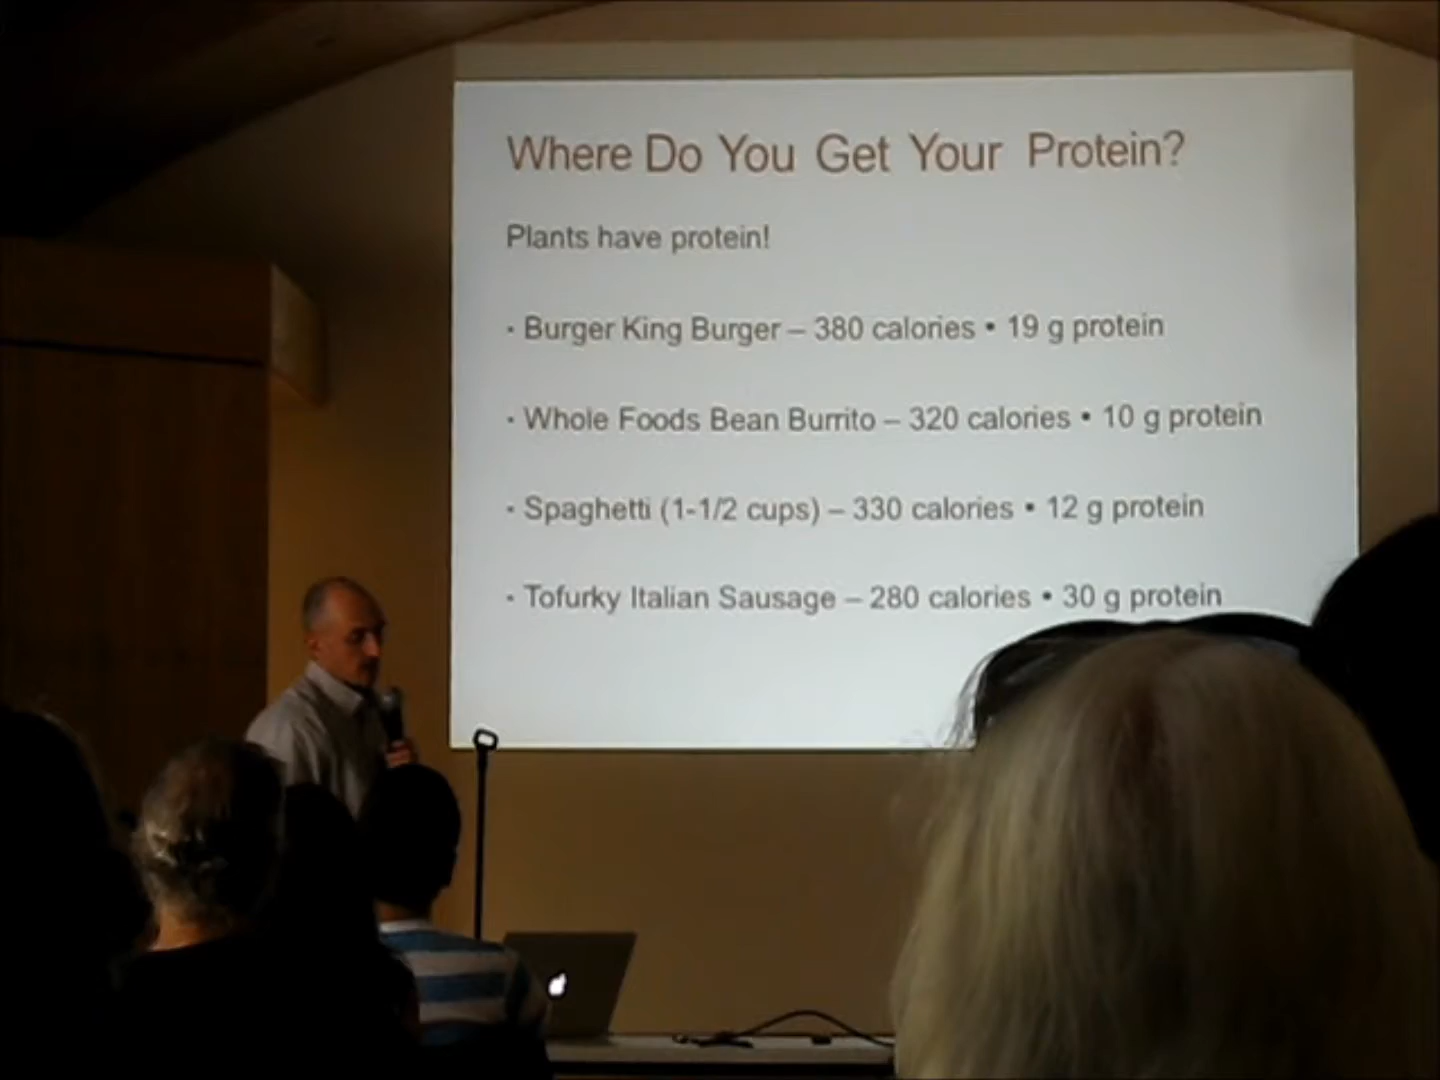 Where Do You Get Your Protein?
Plants have protein!
· Burger King Burger – 380 calories • 19 g protein
· Whole Foods Bean Burrito – 320 calories • 10 g protein
· Spaghetti (1-1/2 cups) – 330 calories • 12 g protein
· Tofurky Italian Sausage – 280 calories • 30 g protein